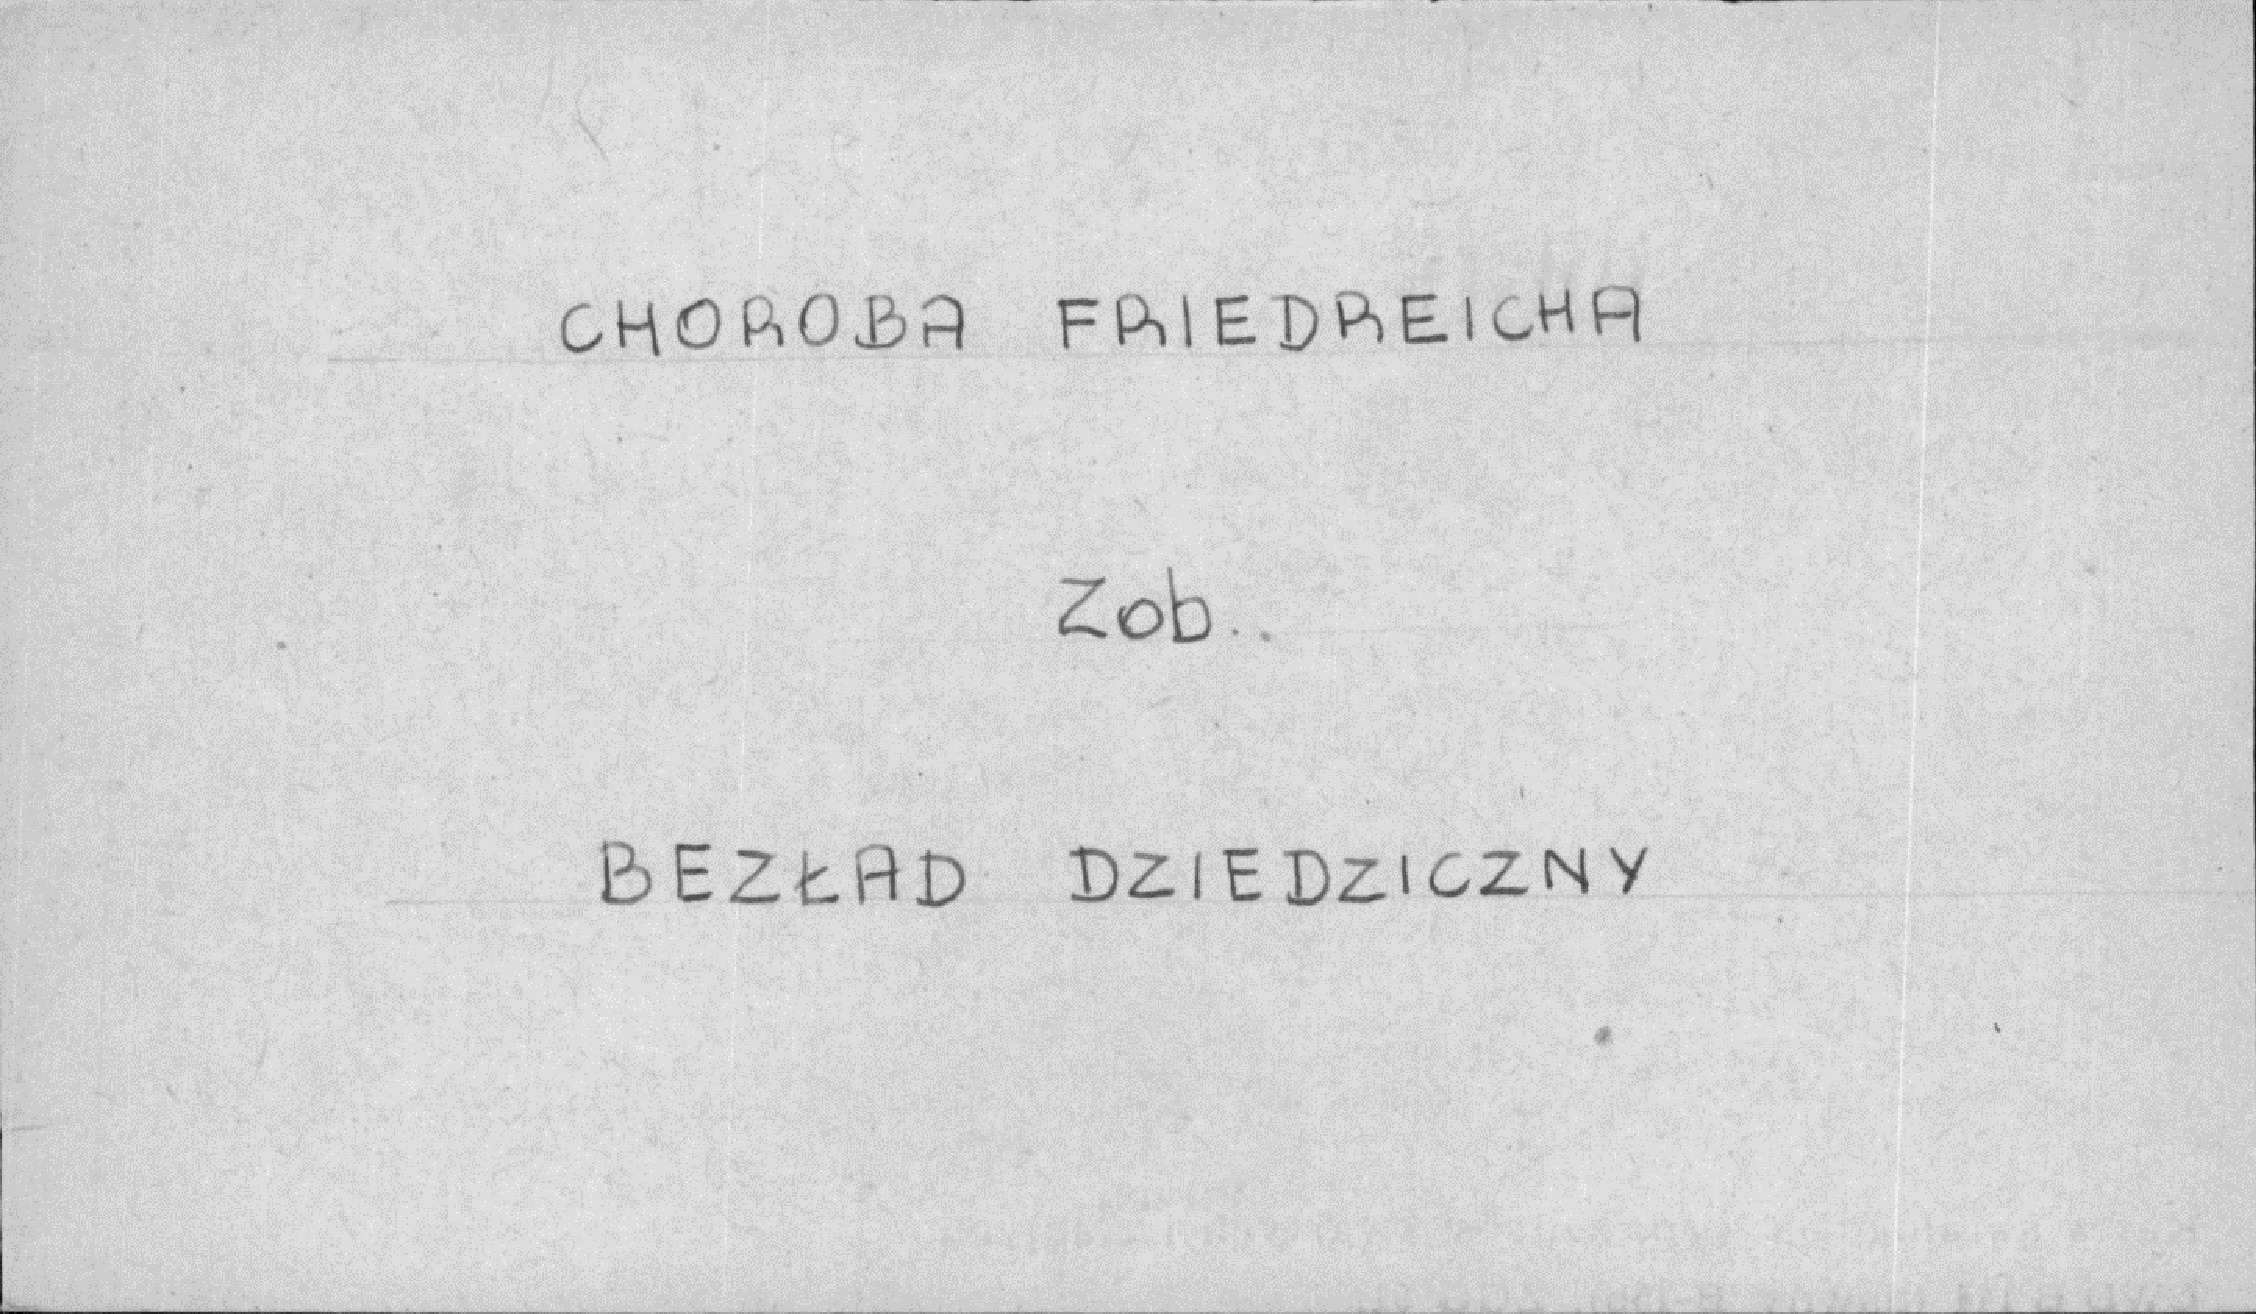 CHOROBA FRIEDREICHA
Zob..
BEZŁAD DZIEDZICZNY